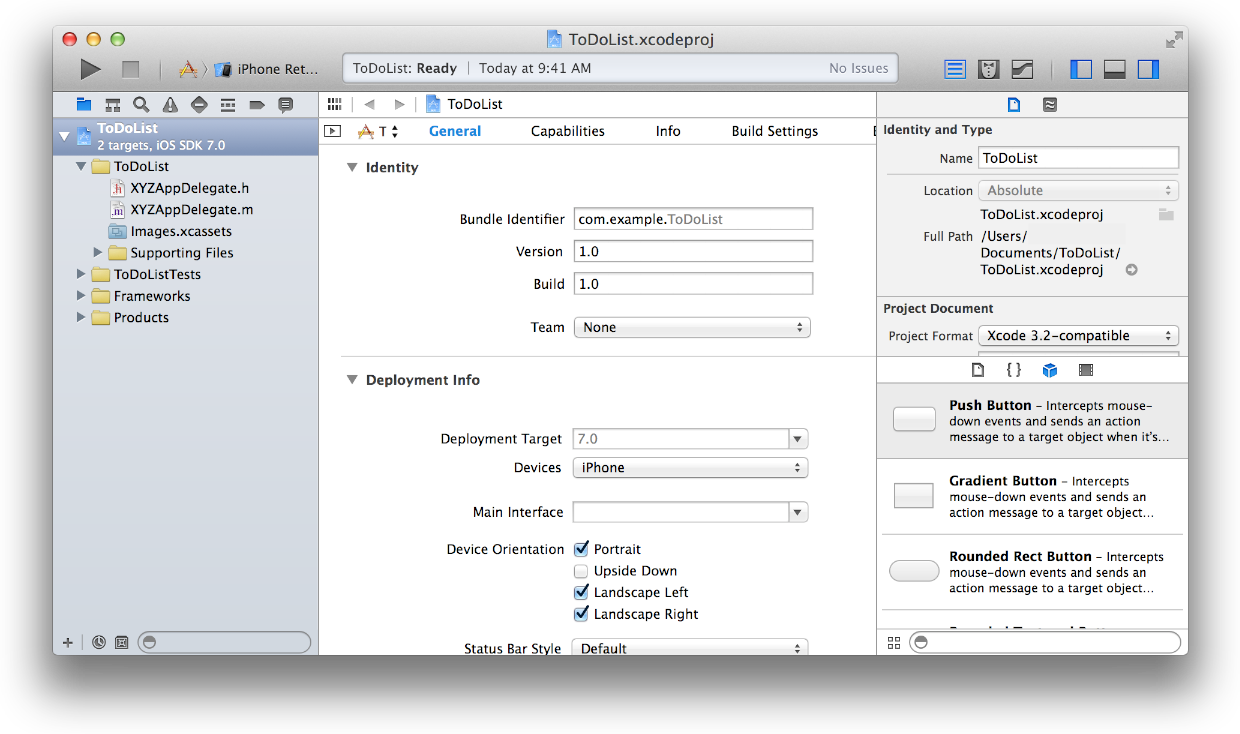 ToDoList.xcodeproj
iPhone Ret...
ToDoList: Ready | Today at 9:41 AM
No Issues
ToDoList
2 targets, iOS SDK 7.0
ToDoList
XYZAppDelegate.h
XYZAppDelegate.m
Images.xcassets
Supporting Files
ToDoListTests
Frameworks
Products
ToDoList
T
General
Capabilities
Info
Build Settings
Identity
Bundle Identifier com.example.ToDoList
Version 1.0
Build 1.0
Team None
Deployment Info
Deployment Target 7.0
Devices iPhone
Main Interface
Device Orientation Portrait
Upside Down
Landscape Left
Landscape Right
Status Bar Style Default
Identity and Type
Name ToDoList
Location Absolute
ToDoList.xcodeproj
Full Path /Users/
Documents/ToDoList/
ToDoList.xcodeproj
Project Document
Project Format Xcode 3.2-compatible
{ }
Push Button - Intercepts mouse-
down events and sends an action
message to a target object when it's...
Gradient Button - Intercepts
mouse-down events and sends an
action message to a target object...
Rounded Rect Button - Intercepts
mouse-down events and sends an
action message to a target object...